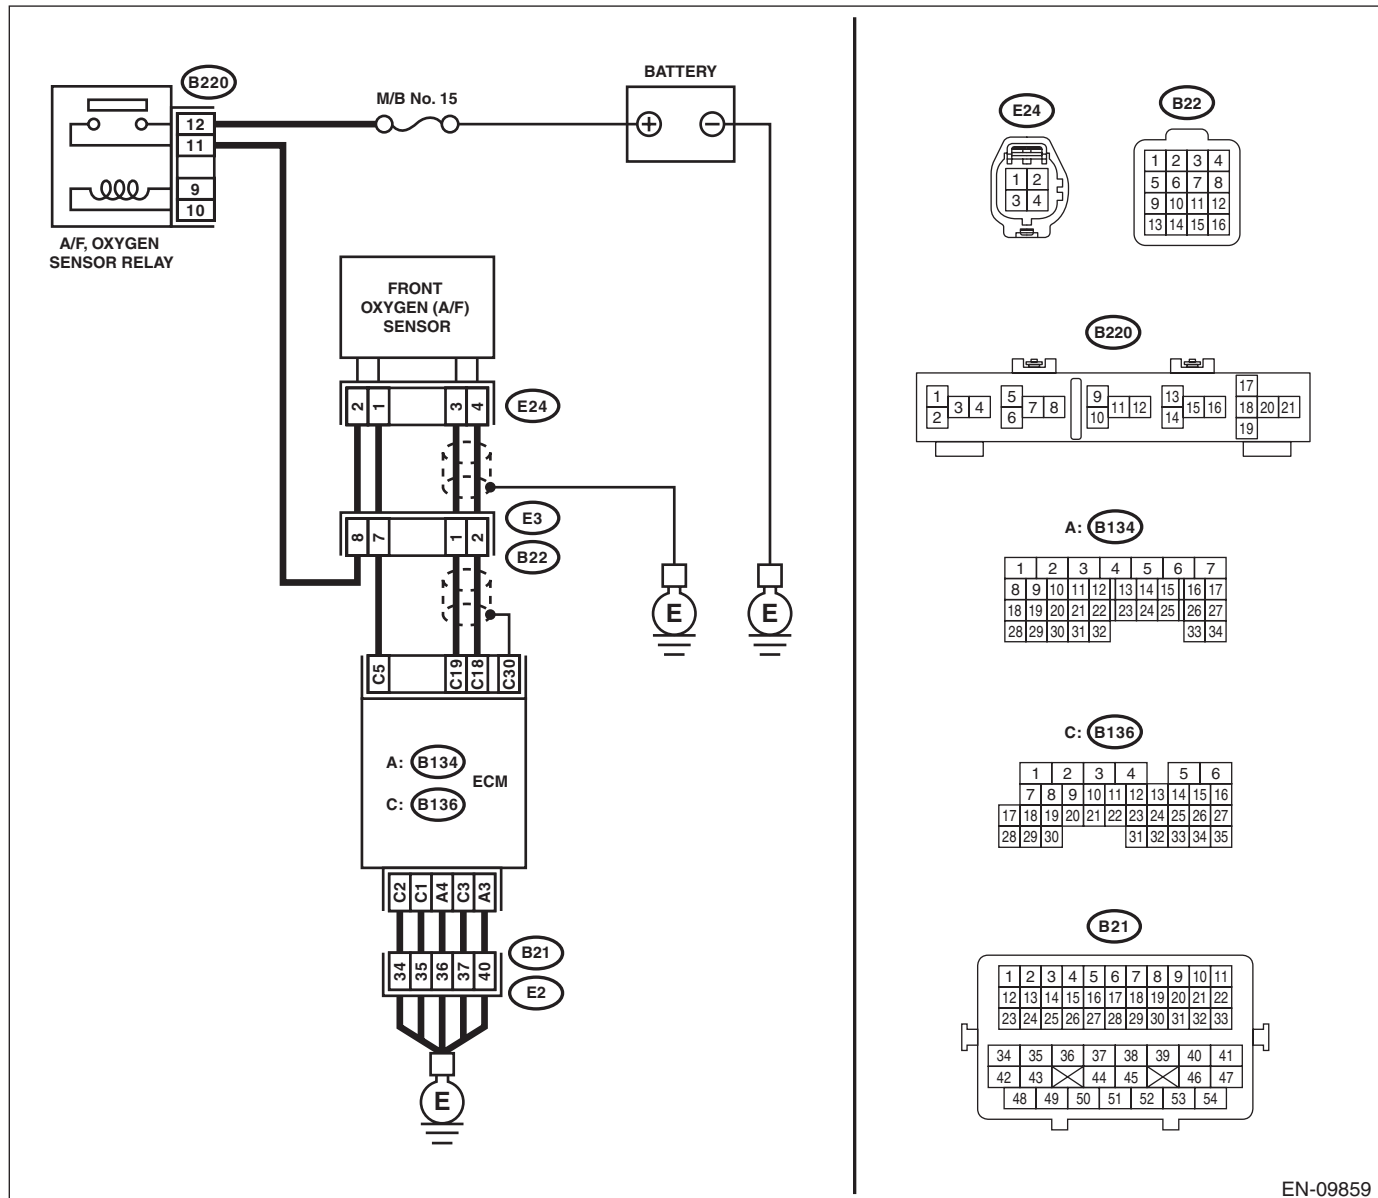 B220
M/B No. 15
BATTERY
12
11
9
10
A/F, OXYGEN
SENSOR RELAY
FRONT
OXYGEN (A/F)
SENSOR
2 1 3 4
E24
E3
8 7 1 2
B22
E E
C5 C19 C18 C30
A: B134
ECM
C: B136
C2 C1 A4 C3 A3
B21
34 35 36 37 40
E2
E
E24
1 2
3 4
B22
1 2 3 4
5 6 7 8
9 10 11 12
13 14 15 16
B220
1 2 3 4
5 6 7 8
9 10 11 12
13 14 15 16
17 18 19 20 21
A: B134
1 2 3 4 5 6 7
8 9 10 11 12 13 14 15 16 17
18 19 20 21 22 23 24 25 26 27
28 29 30 31 32 33 34
C: B136
1 2 3 4 5 6
7 8 9 10 11 12 13 14 15 16
17 18 19 20 21 22 23 24 25 26 27
28 29 30 31 32 33 34 35
B21
1 2 3 4 5 6 7 8 9 10 11
12 13 14 15 16 17 18 19 20 21 22
23 24 25 26 27 28 29 30 31 32 33
34 35 36 37 38 39 40 41
42 43 44 45 46 47
48 49 50 51 52 53 54
EN-09859